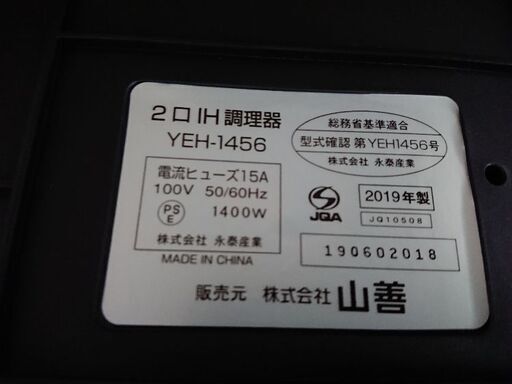 2口IH調理器
YEH-1456
総務省基準適合
型式確認 第YEH1456号
株式会社 永泰産業
電流ヒューズ15A
100V 50/60Hz
PS
E
1400W
株式会社 永泰産業
MADE IN CHINA
JQA
2019年製
JQ10508
190602018
販売元 株式会社 山善